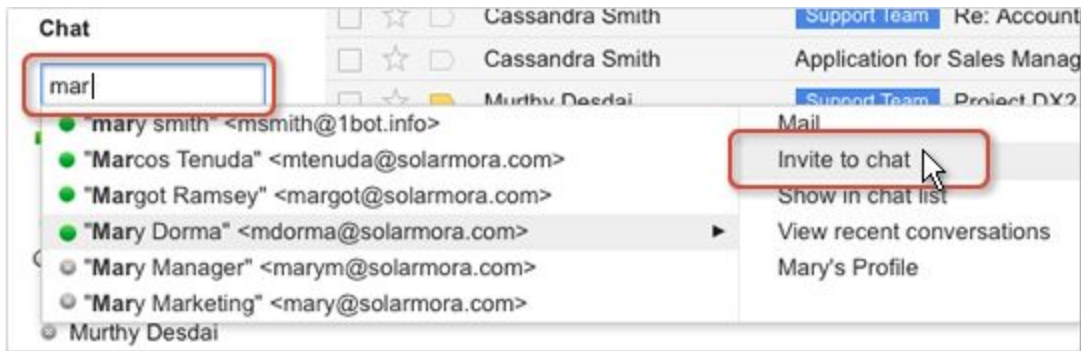 Chat
Cassandra Smith Support Team Re: Account
Cassandra Smith Application for Sales Manag
mar
Murthy Desdai Support Team Project DX2
"mary smith" <msmith@1bot.info>
"Marcos Tenuda" <mtenuda@solarmora.com>
"Margot Ramsey" <margot@solarmora.com>
"Mary Dorma" <mdorma@solarmora.com>
"Mary Manager" <marym@solarmora.com>
"Mary Marketing" <mary@solarmora.com>
Mail
Invite to chat
Show in chat list
View recent conversations
Mary's Profile
Murthy Desdai